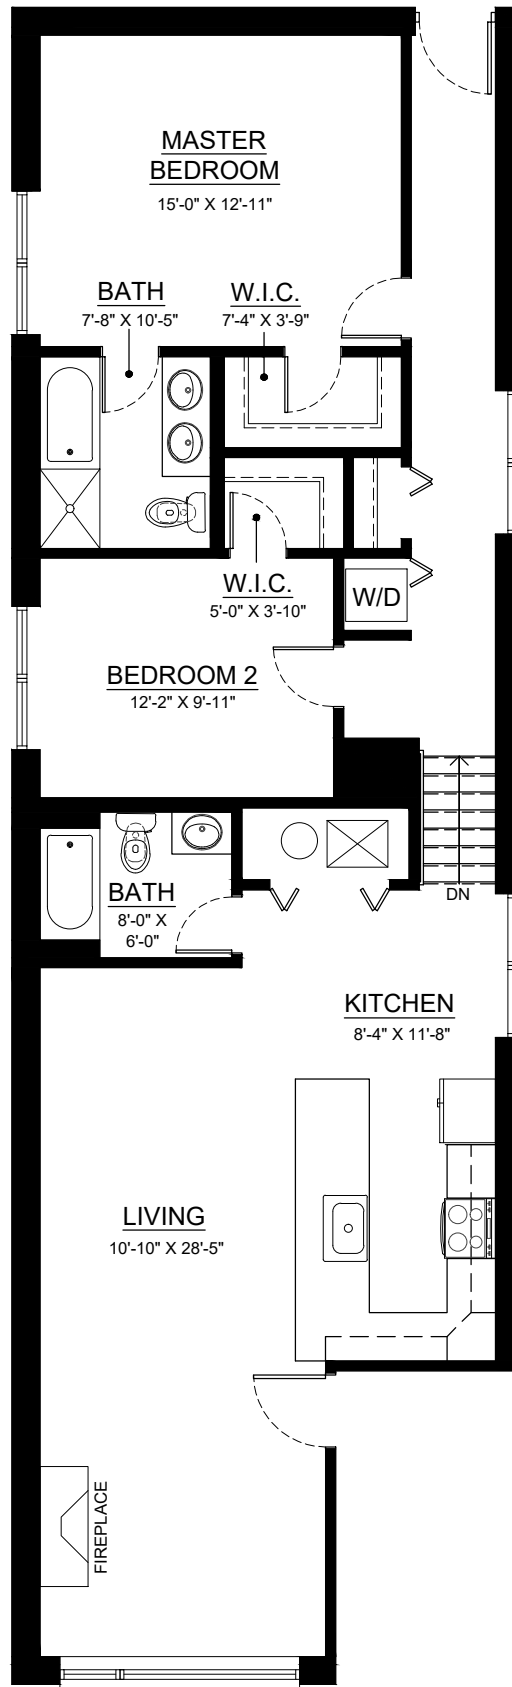 MASTER
BEDROOM
15'-0" X 12'-11"
BATH
7'-8" X 10'-5"
W.I.C.
7'-4" X 3'-9"
W.I.C.
5'-0" X 3'-10"
W/D
BEDROOM 2
12'-2" X 9'-11"
DN
BATH
8'-0" X
6'-0"
KITCHEN
8'-4" X 11'-8"
LIVING
10'-10" X 28'-5"
FIREPLACE